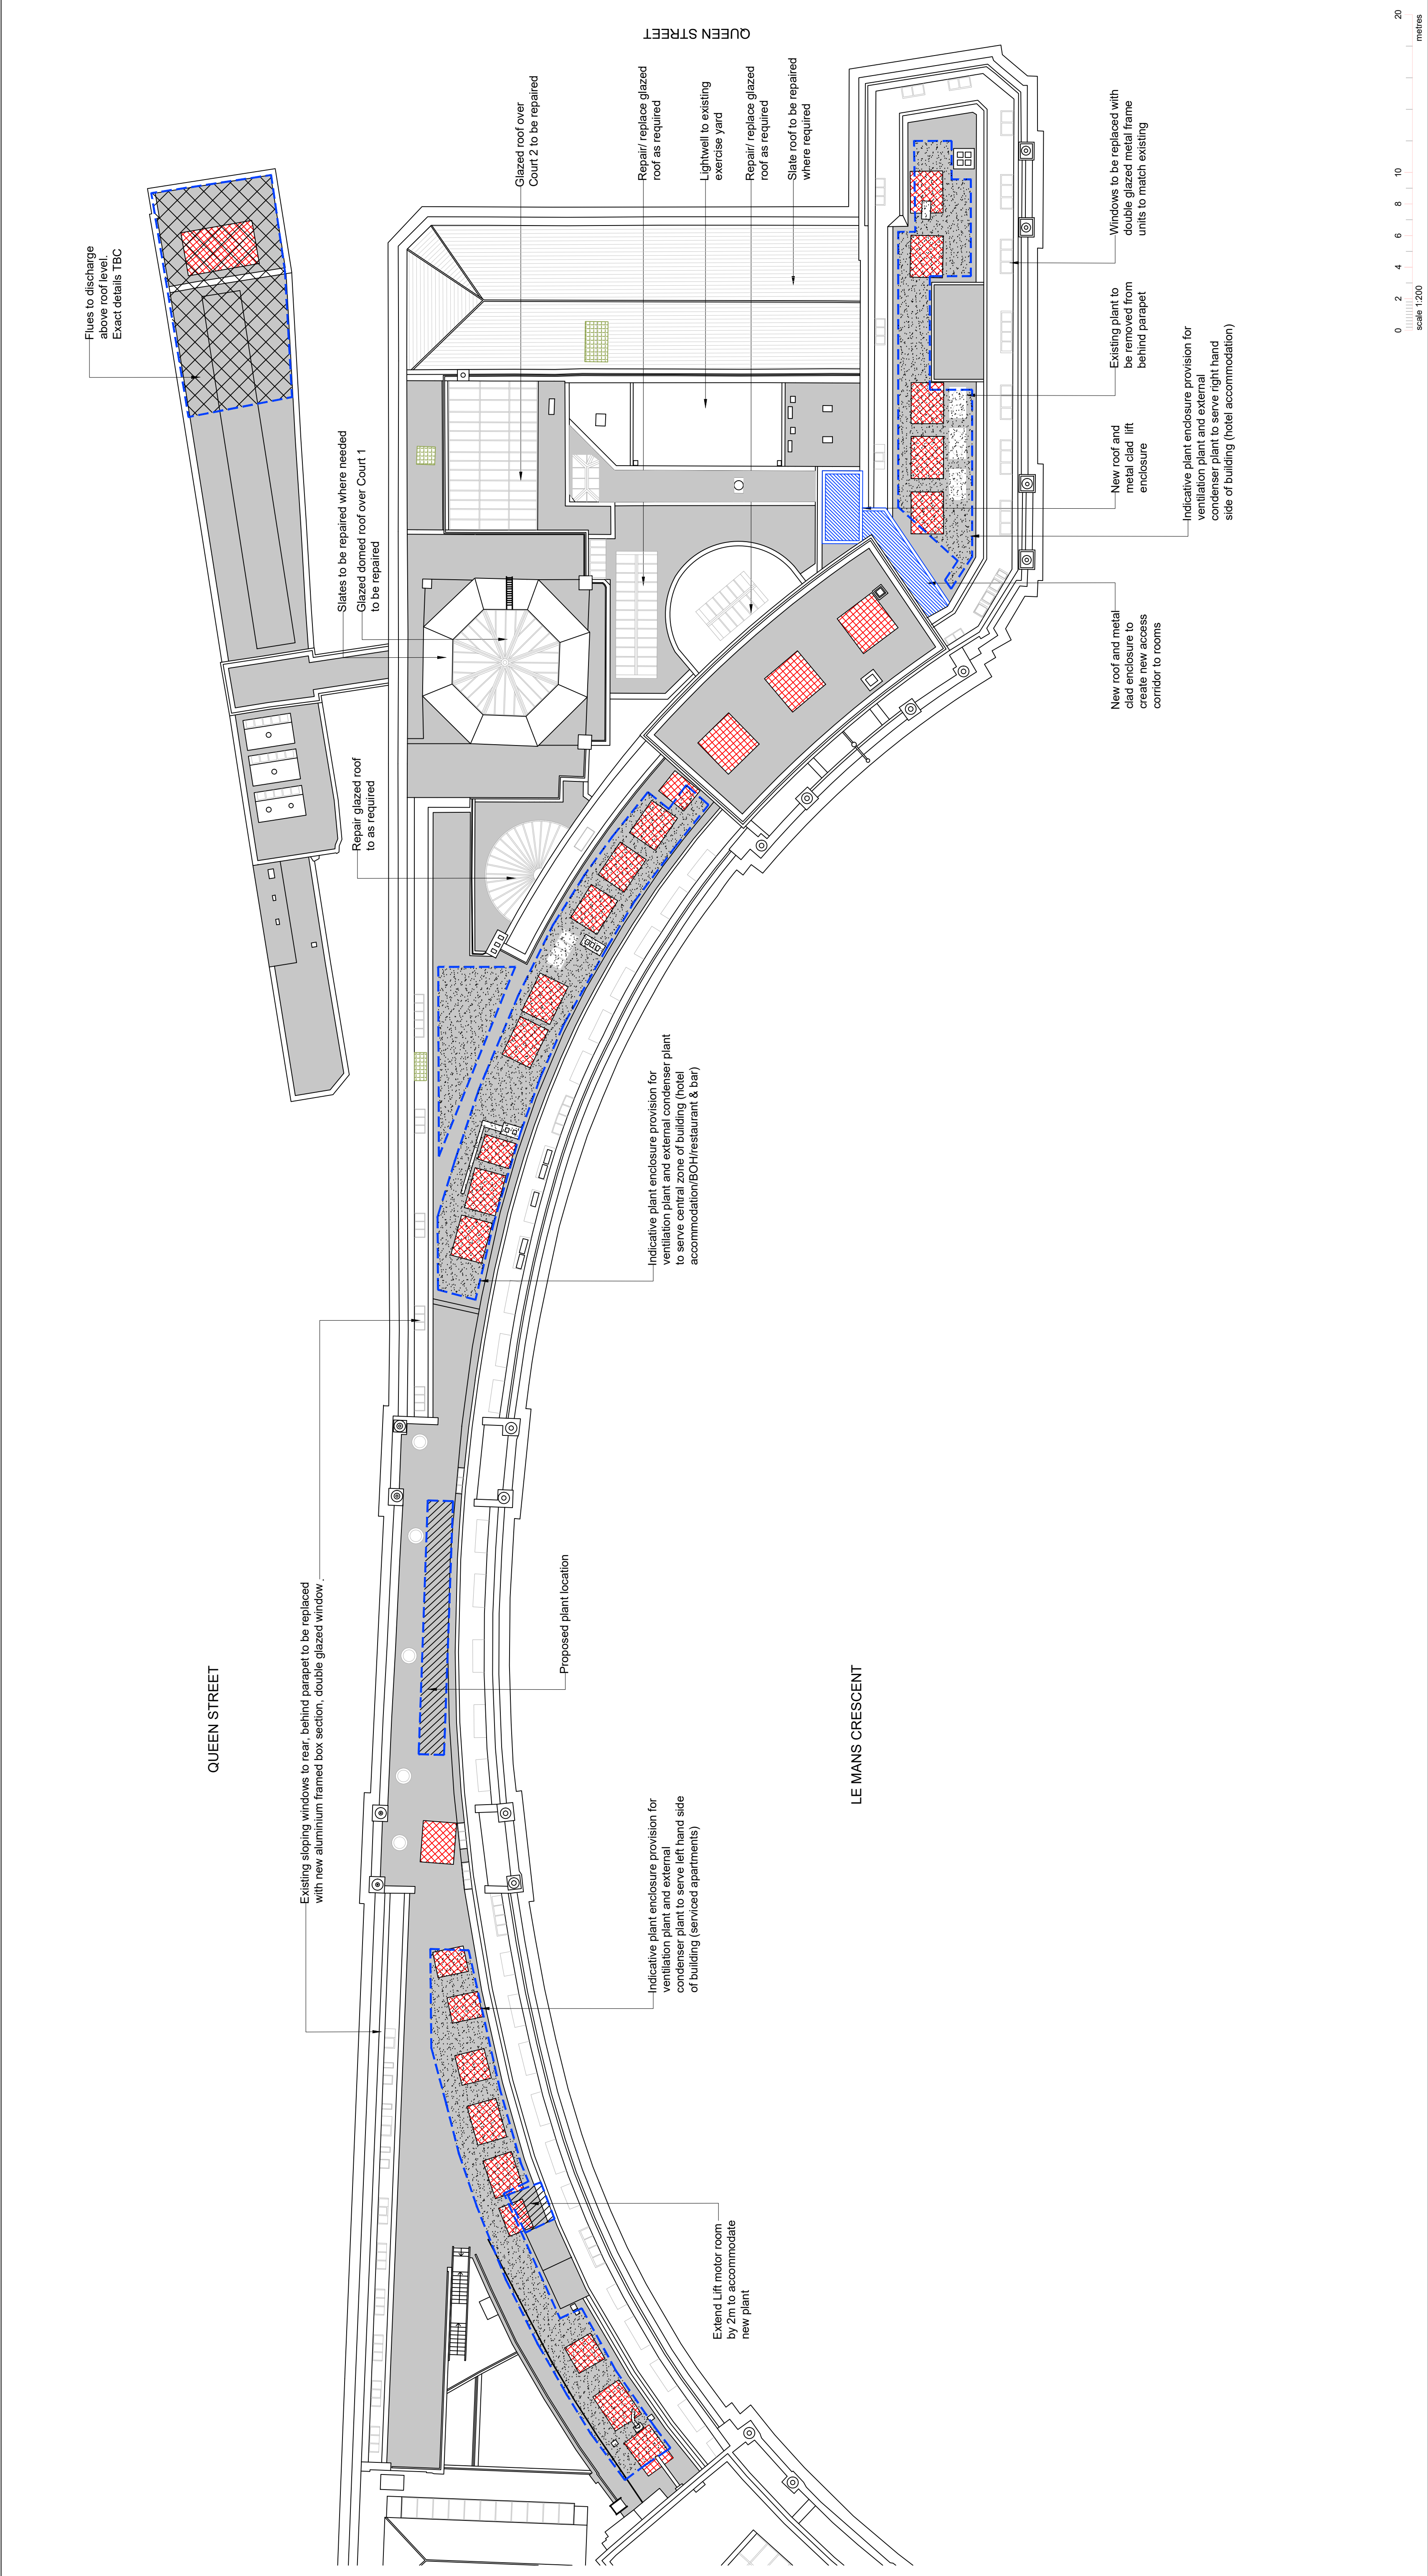 QUEEN STREET
Flues to discharge
above roof level.
Exact details TBC
Glazed roof over
Court 2 to be repaired
Repair/ replace glazed
roof as required
Lightwell to existing
exercise yard
Repair/ replace glazed
roof as required
Slate roof to be repaired
where required
Windows to be replaced with
double glazed metal frame
units to match existing
Slates to be repaired where needed
Glazed domed roof over Court 1
to be repaired
Existing plant to
be removed from
behind parapet
New roof and
metal clad lift
enclosure
Indicative plant enclosure provision for
ventilation plant and external
condenser plant to serve right hand
side of building (hotel accommodation)
New roof and metal
clad enclosure to
create new access
corridor to rooms
Repair glazed roof
to as required
Indicative plant enclosure provision for
ventilation plant and external condenser plant
to serve central zone of building (hotel
accommodation/BOH/restaurant & bar)
Existing sloping windows to rear, behind parapet to be replaced
with new aluminium framed box section, double glazed window .
Proposed plant location
QUEEN STREET
LE MANS CRESCENT
Indicative plant enclosure provision for
ventilation plant and external
condenser plant to serve left hand side
of building (serviced apartments)
Extend Lift motor room
by 2m to accommodate
new plant
0 2 4 6 8 10 20
scale 1:200 metres